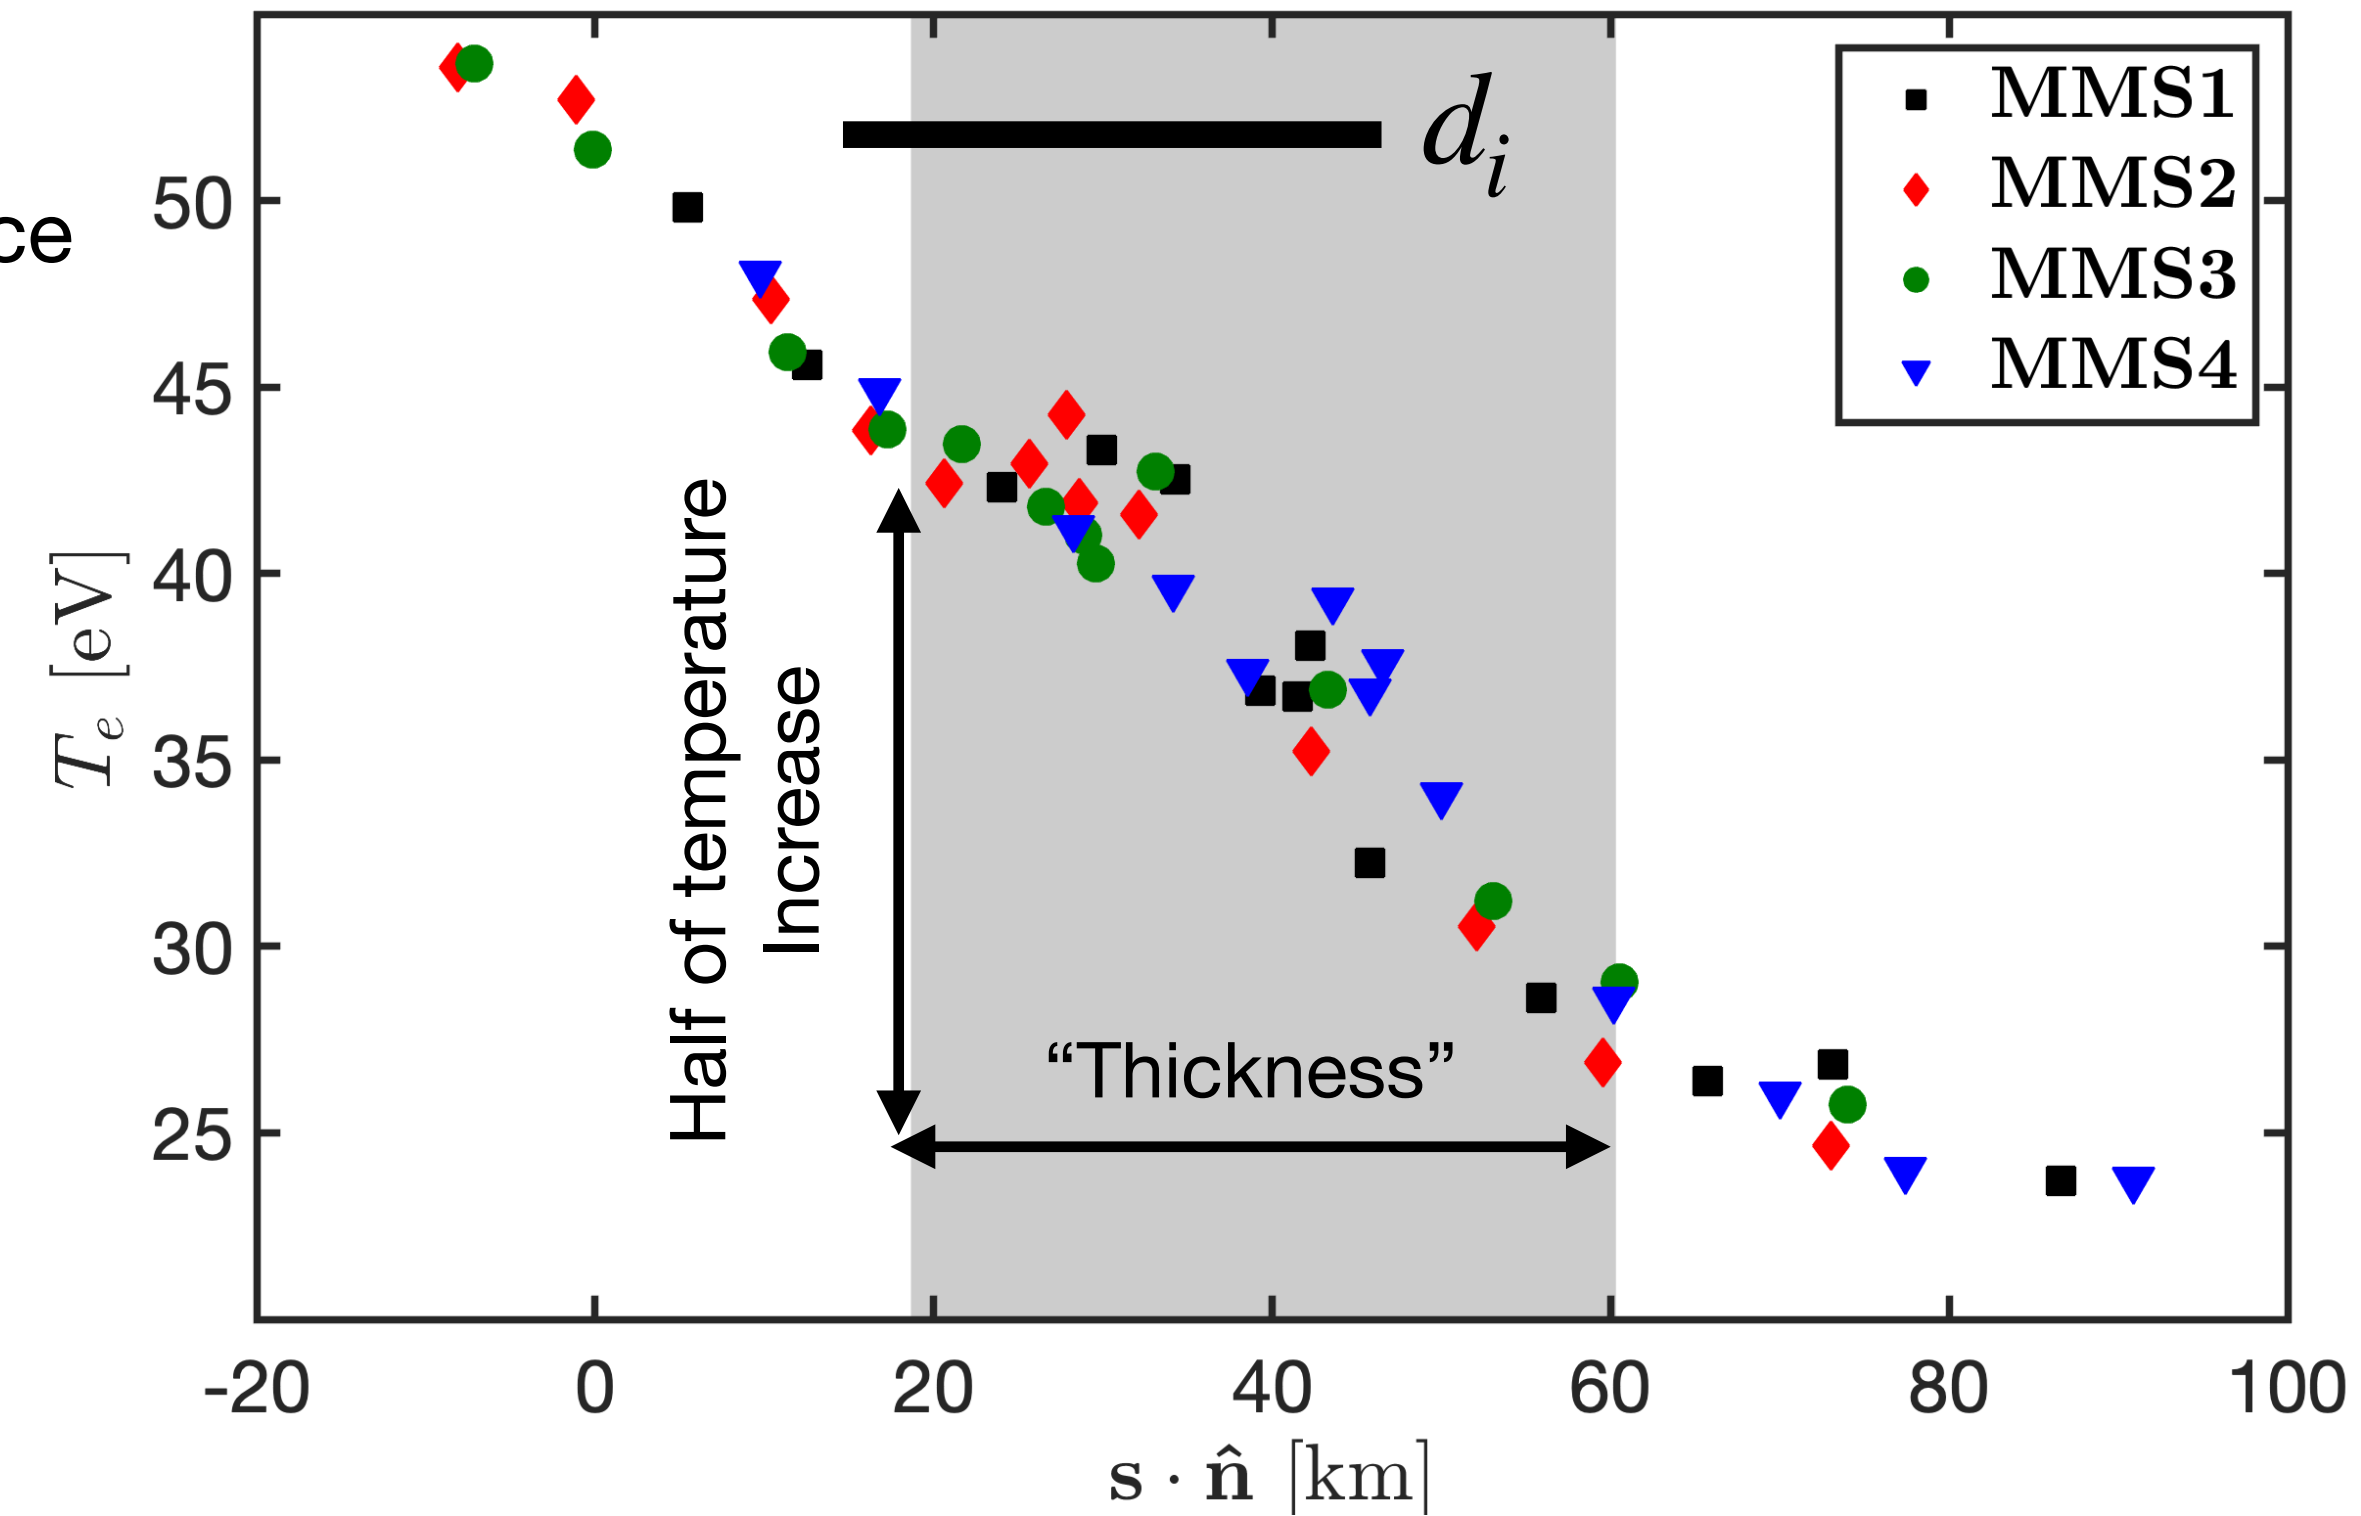 ce
d_i
MMS1
MMS2
MMS3
MMS4
50
45
40
35
30
25
T_e [eV]
Half of temperature
Increase
“Thickness”
-20 0 20 40 60 80 100
s · n̂ [km]